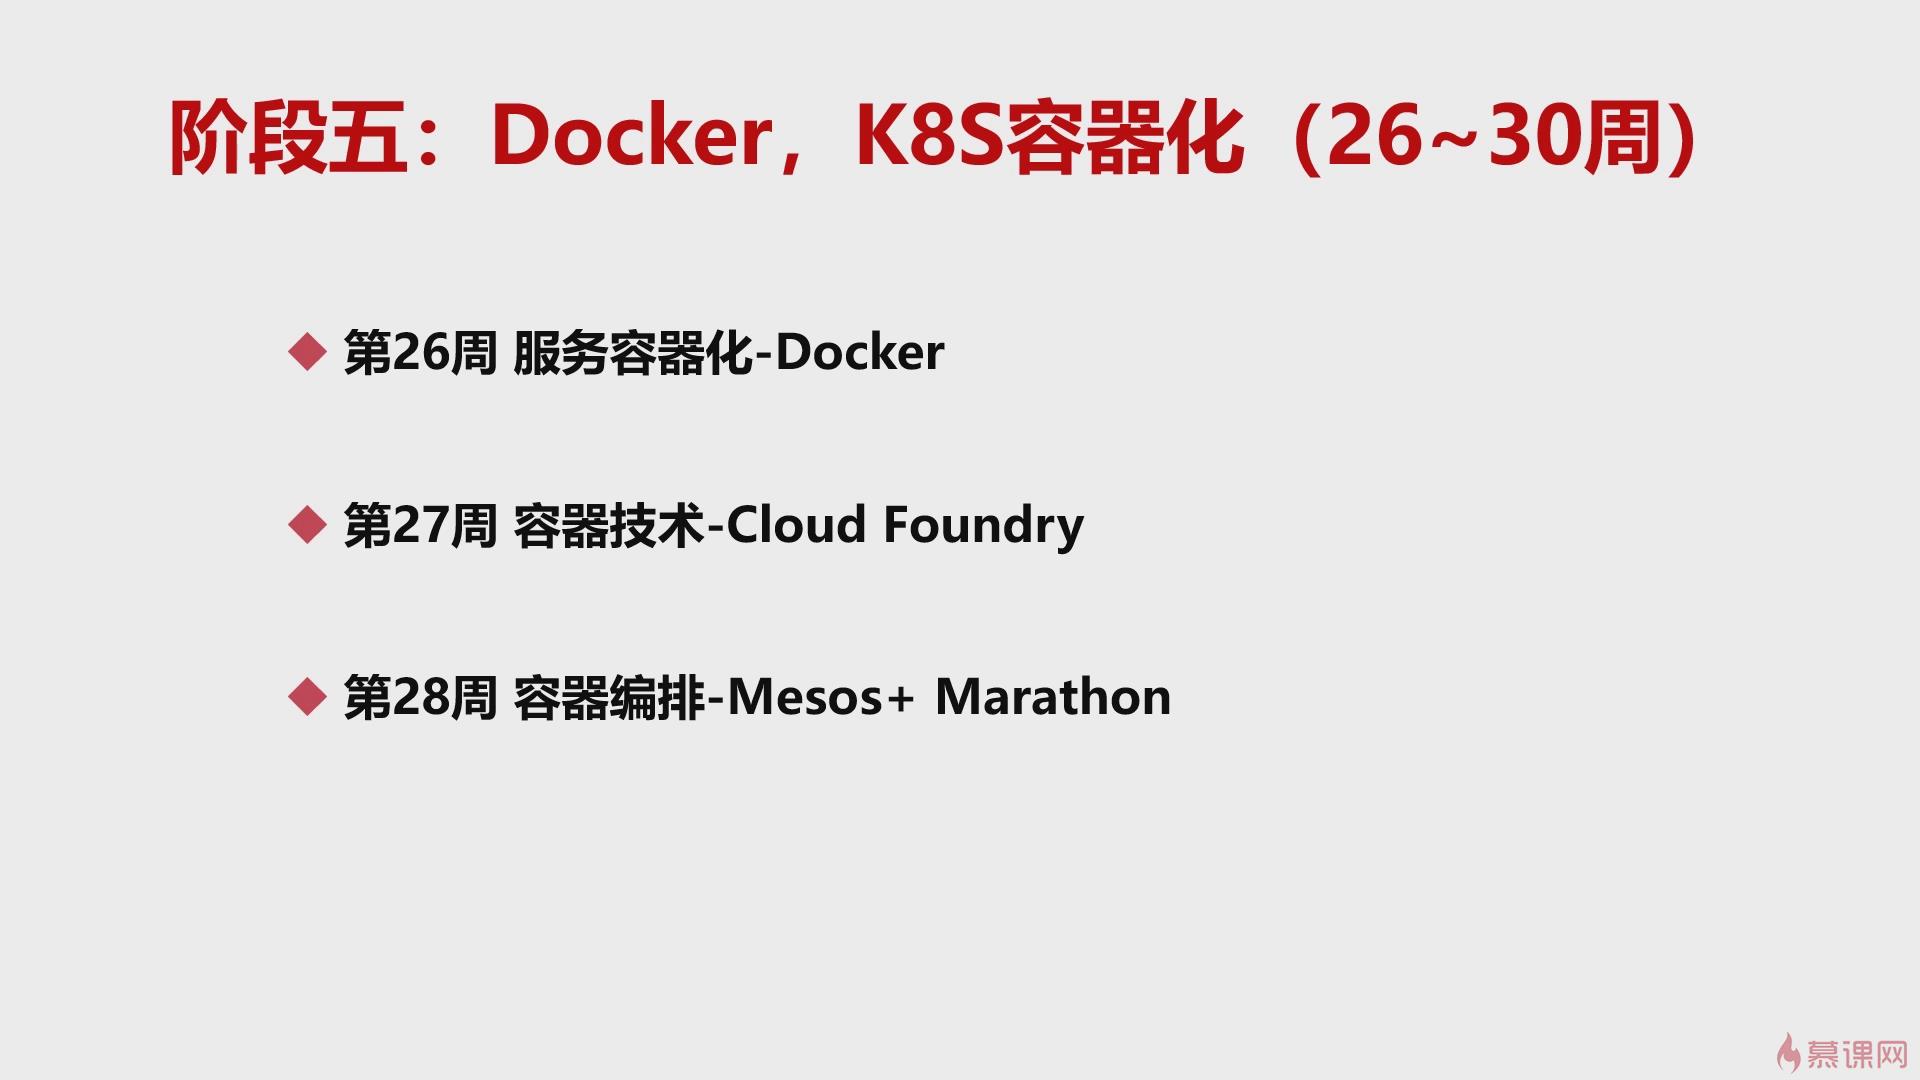 阶段五：Docker，K8S容器化（26~30周）
第26周 服务容器化-Docker
第27周 容器技术-Cloud Foundry
第28周 容器编排-Mesos+ Marathon
慕课网